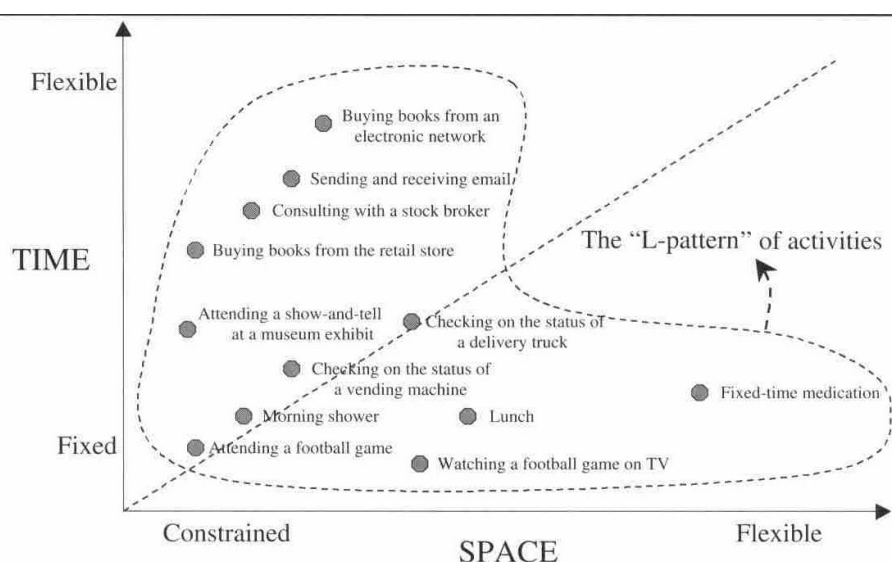 Flexible
Buying books from an
electronic network
Sending and receiving email
Consulting with a stock broker
The “L-pattern” of activities
TIME
Buying books from the retail store
Attending a show-and-tell
at a museum exhibit
Checking on the status of
a delivery truck
Checking on the status of
a vending machine
Fixed-time medication
Morning shower
Lunch
Fixed
Attending a football game
Watching a football game on TV
Constrained
Flexible
SPACE